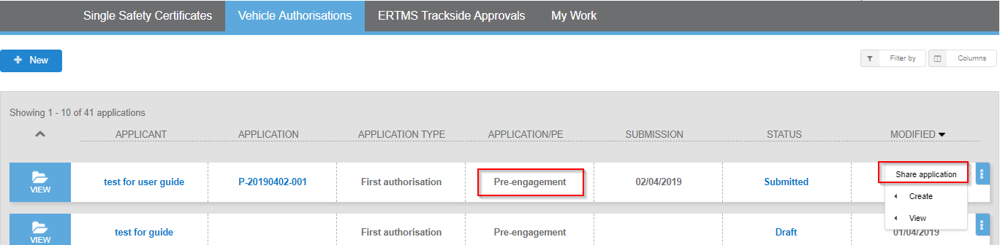 Single Safety Certificates Vehicle Authorisations ERTMS Trackside Approvals My Work
New Filter by Columns
Showing 1 - 10 of 41 applications
APPLICANT APPLICATION APPLICATION TYPE APPLICATION/PE SUBMISSION STATUS MODIFIED
VIEW test for user guide P-20190402-001 First authorisation Pre-engagement 02/04/2019 Submitted
Share application
Create
View
VIEW test for guide First authorisation Pre-engagement Draft 01/04/2019